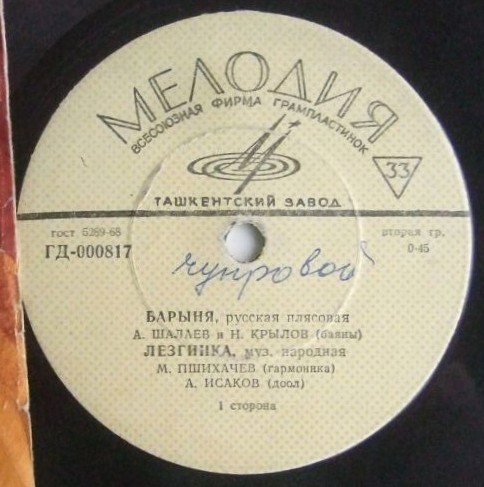 МЕЛОДИЯ
ВСЕСОЮЗНАЯ ФИРМА ГРАМПЛАСТИНОК
33
ТАШКЕНТСКИЙ ЗАВОД
гост 5289-68
вторая гр.
ГД-000817
0-45
чупровой
БАРЫНЯ, русская плясовая
А. ШАЛАЕВ и Н. КРЫЛОВ (баяны)
ЛЕЗГИНКА, муз. народная
М. ПШИХАЧЕВ (гармоника)
А. ИСАКОВ (доол)
1 сторона